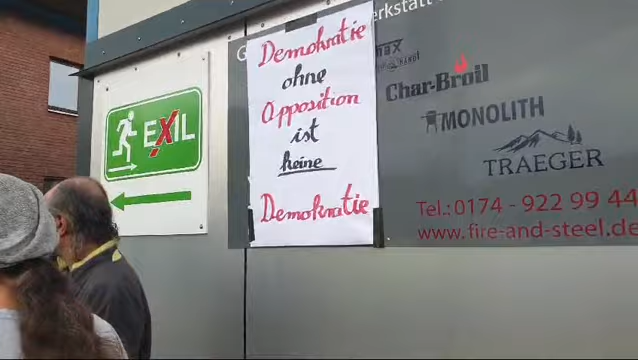 EXIL
Demokratie
ohne
Opposition
ist
keine
Demokratie
Char-Broil
MONOLITH
TRAEGER
Tel.: 0174 - 922 99 44
www.fire-and-steel.de